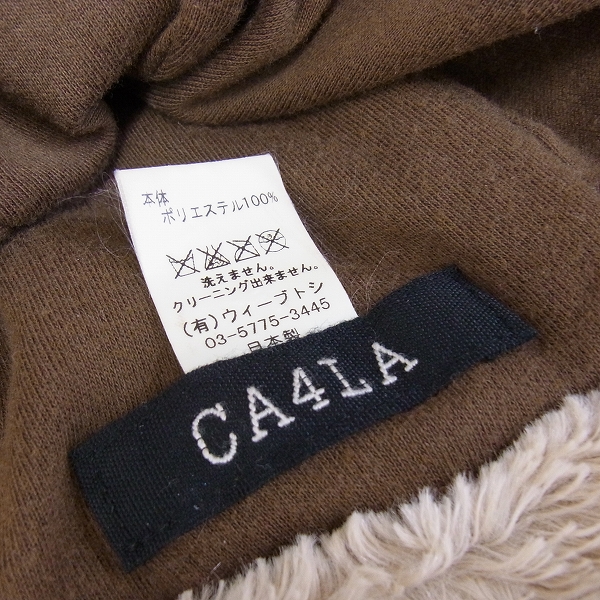 本体
ポリエステル100%
洗えません。
クリーニング出来ません。
(有)ウィーブトシ
03-5775-3445
日本製
CA4LA